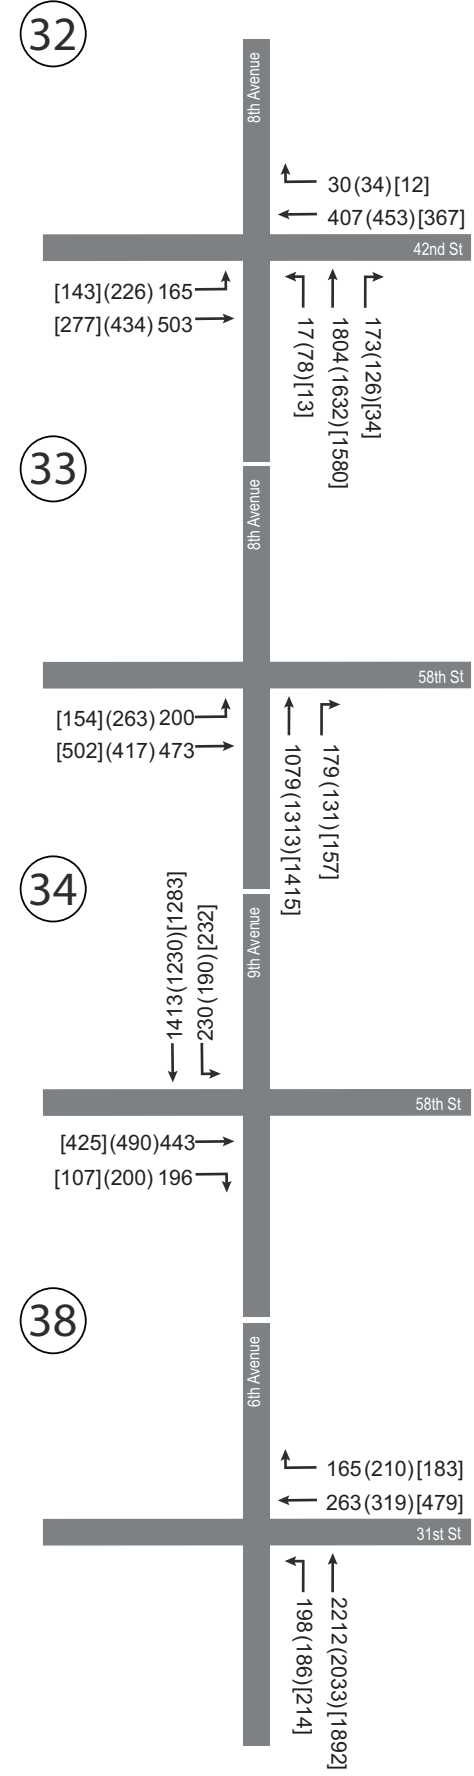 32
8th Avenue
30(34)[12]
407(453)[367]
42nd St
[143](226) 165
[277](434) 503
17(78)[13]
1804(1632)[1580]
173(126)[34]
33
8th Avenue
58th St
[154](263) 200
[502](417) 473
1079(1313)[1415]
179(131)[157]
34
1413(1230)[1283]
230(190)[232]
9th Avenue
58th St
[425](490)443
[107](200) 196
38
6th Avenue
165(210)[183]
263(319)[479]
31st St
198(186)[214]
2212(2033)[1892]